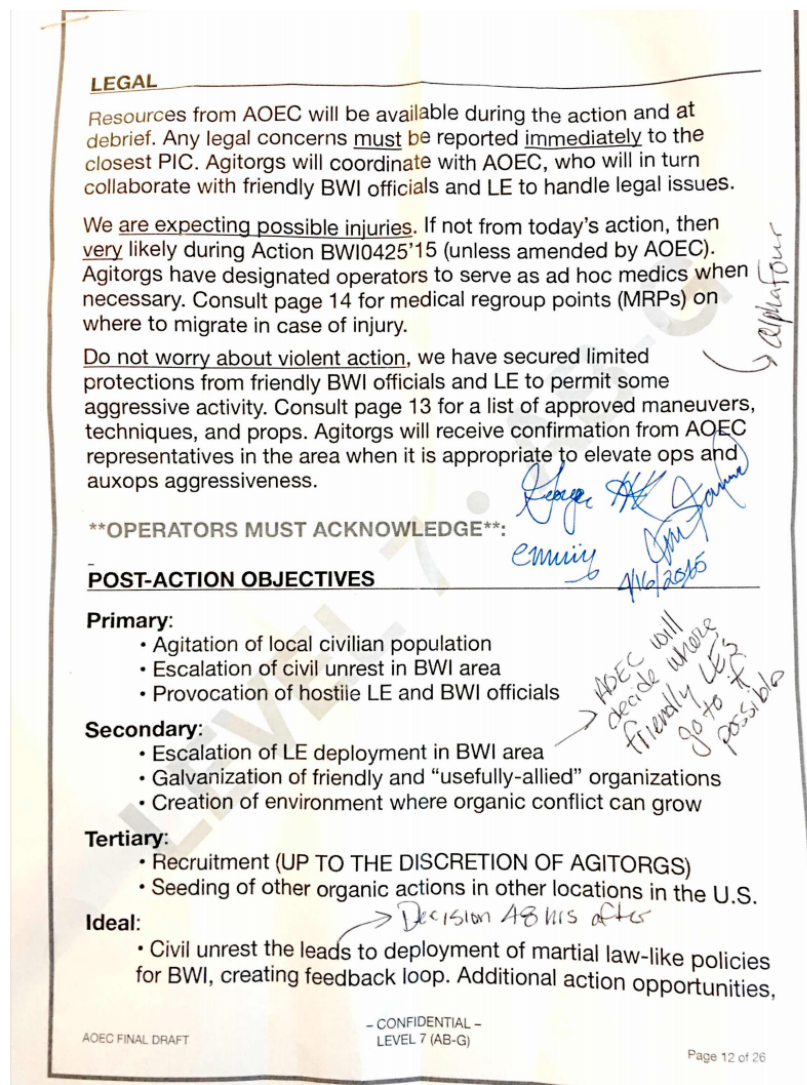 LEGAL
Resources from AOEC will be available during the action and at
debrief. Any legal concerns must be reported immediately to the
closest PIC. Agitorgs will coordinate with AOEC, who will in turn
collaborate with friendly BWI officials and LE to handle legal issues.
We are expecting possible injuries. If not from today's action, then
very likely during Action BWI0425'15 (unless amended by AOEC).
Agitorgs have designated operators to serve as ad hoc medics when
necessary. Consult page 14 for medical regroup points (MRPs) on
where to migrate in case of injury.
alphaFour
Do not worry about violent action, we have secured limited
protections from friendly BWI officials and LE to permit some
aggressive activity. Consult page 13 for a list of approved maneuvers,
techniques, and props. Agitorgs will receive confirmation from AOEC
representatives in the area when it is appropriate to elevate ops and
auxops aggressiveness.
George
**OPERATORS MUST ACKNOWLEDGE**:
4/16/2015
POST-ACTION OBJECTIVES
Primary:
• Agitation of local civilian population
• Escalation of civil unrest in BWI area
• Provocation of hostile LE and BWI officials
AOEC will
decide where
friendly LE's
go to if
possible
Secondary:
• Escalation of LE deployment in BWI area
• Galvanization of friendly and "usefully-allied" organizations
• Creation of environment where organic conflict can grow
Tertiary:
• Recruitment (UP TO THE DISCRETION OF AGITORGS)
• Seeding of other organic actions in other locations in the U.S.
Decision 48 hrs after
Ideal:
• Civil unrest the leads to deployment of martial law-like policies
for BWI, creating feedback loop. Additional action opportunities,
AOEC FINAL DRAFT
– CONFIDENTIAL –
LEVEL 7 (AB-G)
Page 12 of 26
LEVEL 7 • AB-G